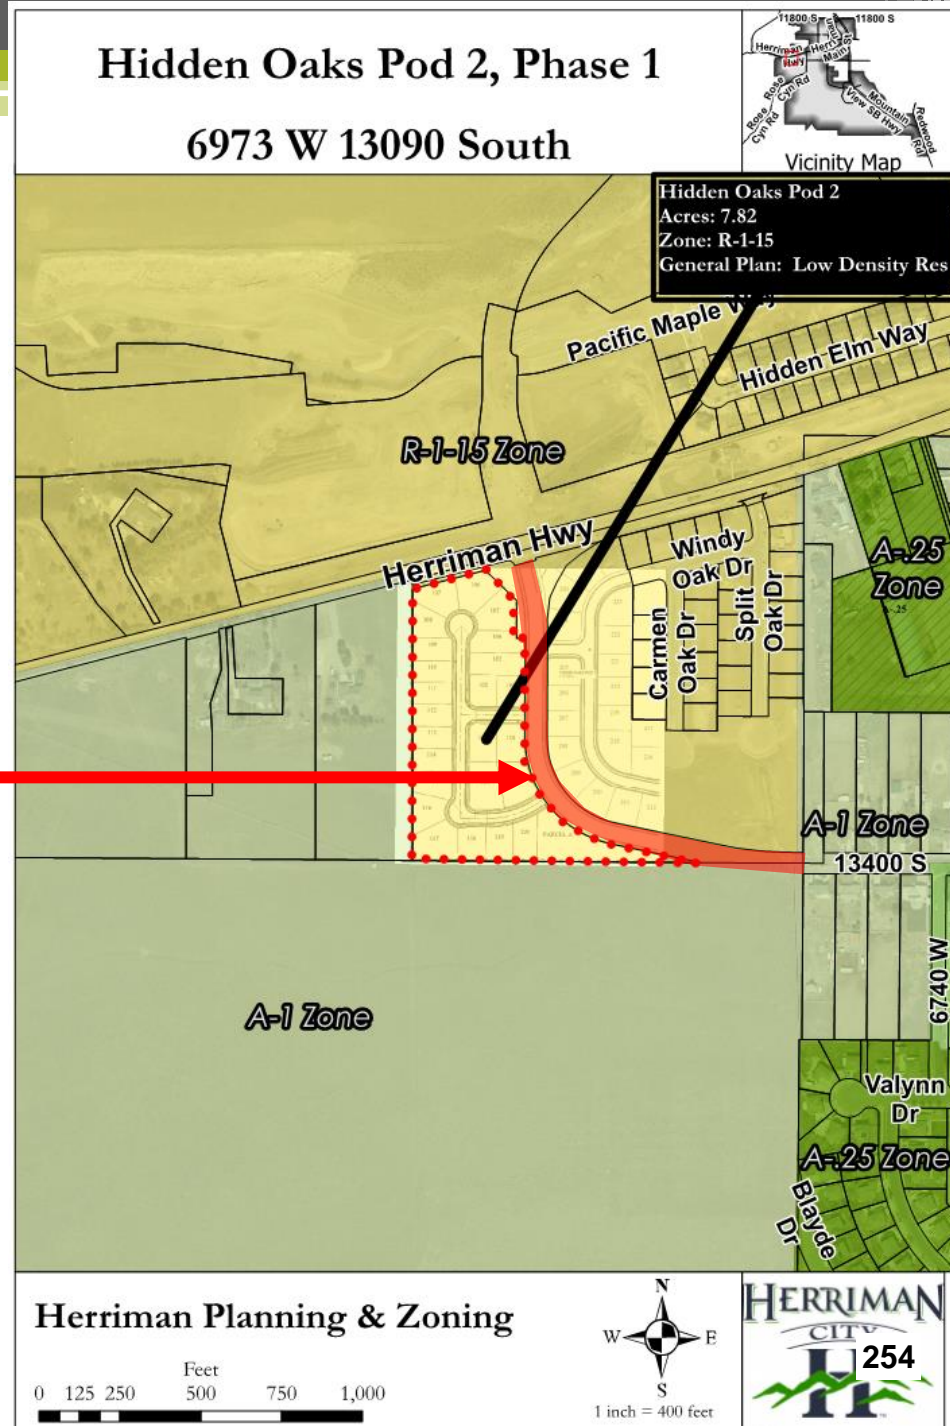 Hidden Oaks Pod 2, Phase 1
6973 W 13090 South
11800 S
11800 S
Herriman
Hwy
Herriman
Main St
Rose
Cyn Rd
Rose
Cyn Rd
Mountain
View SB Hwy
Redwood
Rd
Vicinity Map
Hidden Oaks Pod 2
Acres: 7.82
Zone: R-1-15
General Plan: Low Density Res
Pacific Maple Way
Hidden Elm Way
R-1-15 Zone
Herriman Hwy
Windy
Oak Dr
Carmen
Oak Dr
Split
Oak Dr
A-.25
Zone
A-.25
A-1 Zone
13400 S
6740 W
A-1 Zone
Valynn
Dr
A-.25 Zone
Blayde
Dr
Herriman Planning & Zoning
Feet
0 125 250 500 750 1,000
N
W E
S
1 inch = 400 feet
HERRIMAN
CITY
254